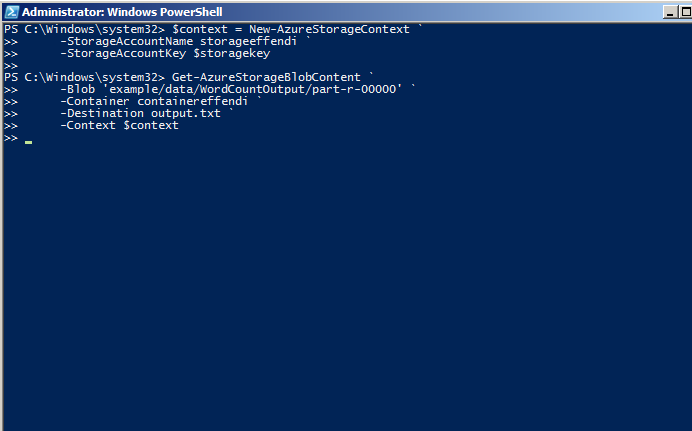 Administrator: Windows PowerShell
PS C:\Windows\system32> $context = New-AzureStorageContext `
>>      -StorageAccountName storageeffendi `
>>      -StorageAccountKey $storagekey
>>
PS C:\Windows\system32> Get-AzureStorageBlobContent `
>>      -Blob 'example/data/WordCountOutput/part-r-00000' `
>>      -Container containereffendi `
>>      -Destination output.txt `
>>      -Context $context
>>